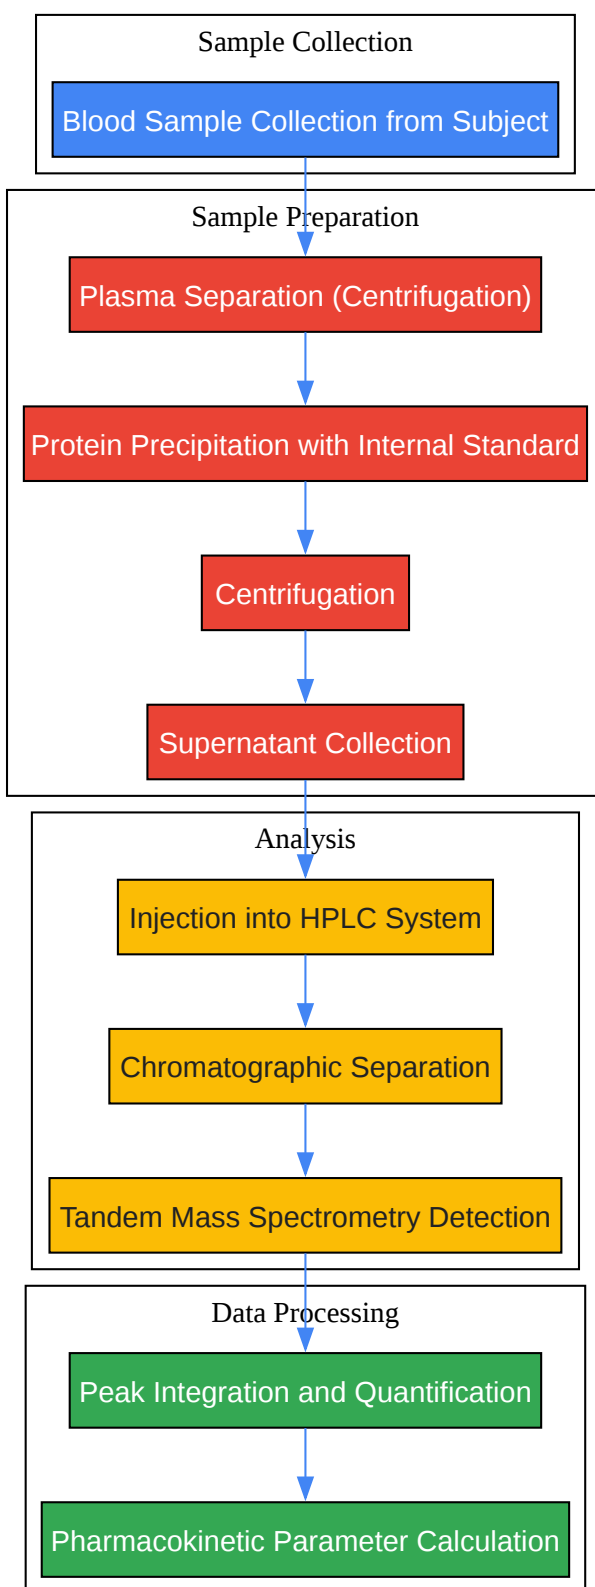 Sample Collection
Blood Sample Collection from Subject
Sample Preparation
Plasma Separation (Centrifugation)
Protein Precipitation with Internal Standard
Centrifugation
Supernatant Collection
Analysis
Injection into HPLC System
Chromatographic Separation
Tandem Mass Spectrometry Detection
Data Processing
Peak Integration and Quantification
Pharmacokinetic Parameter Calculation